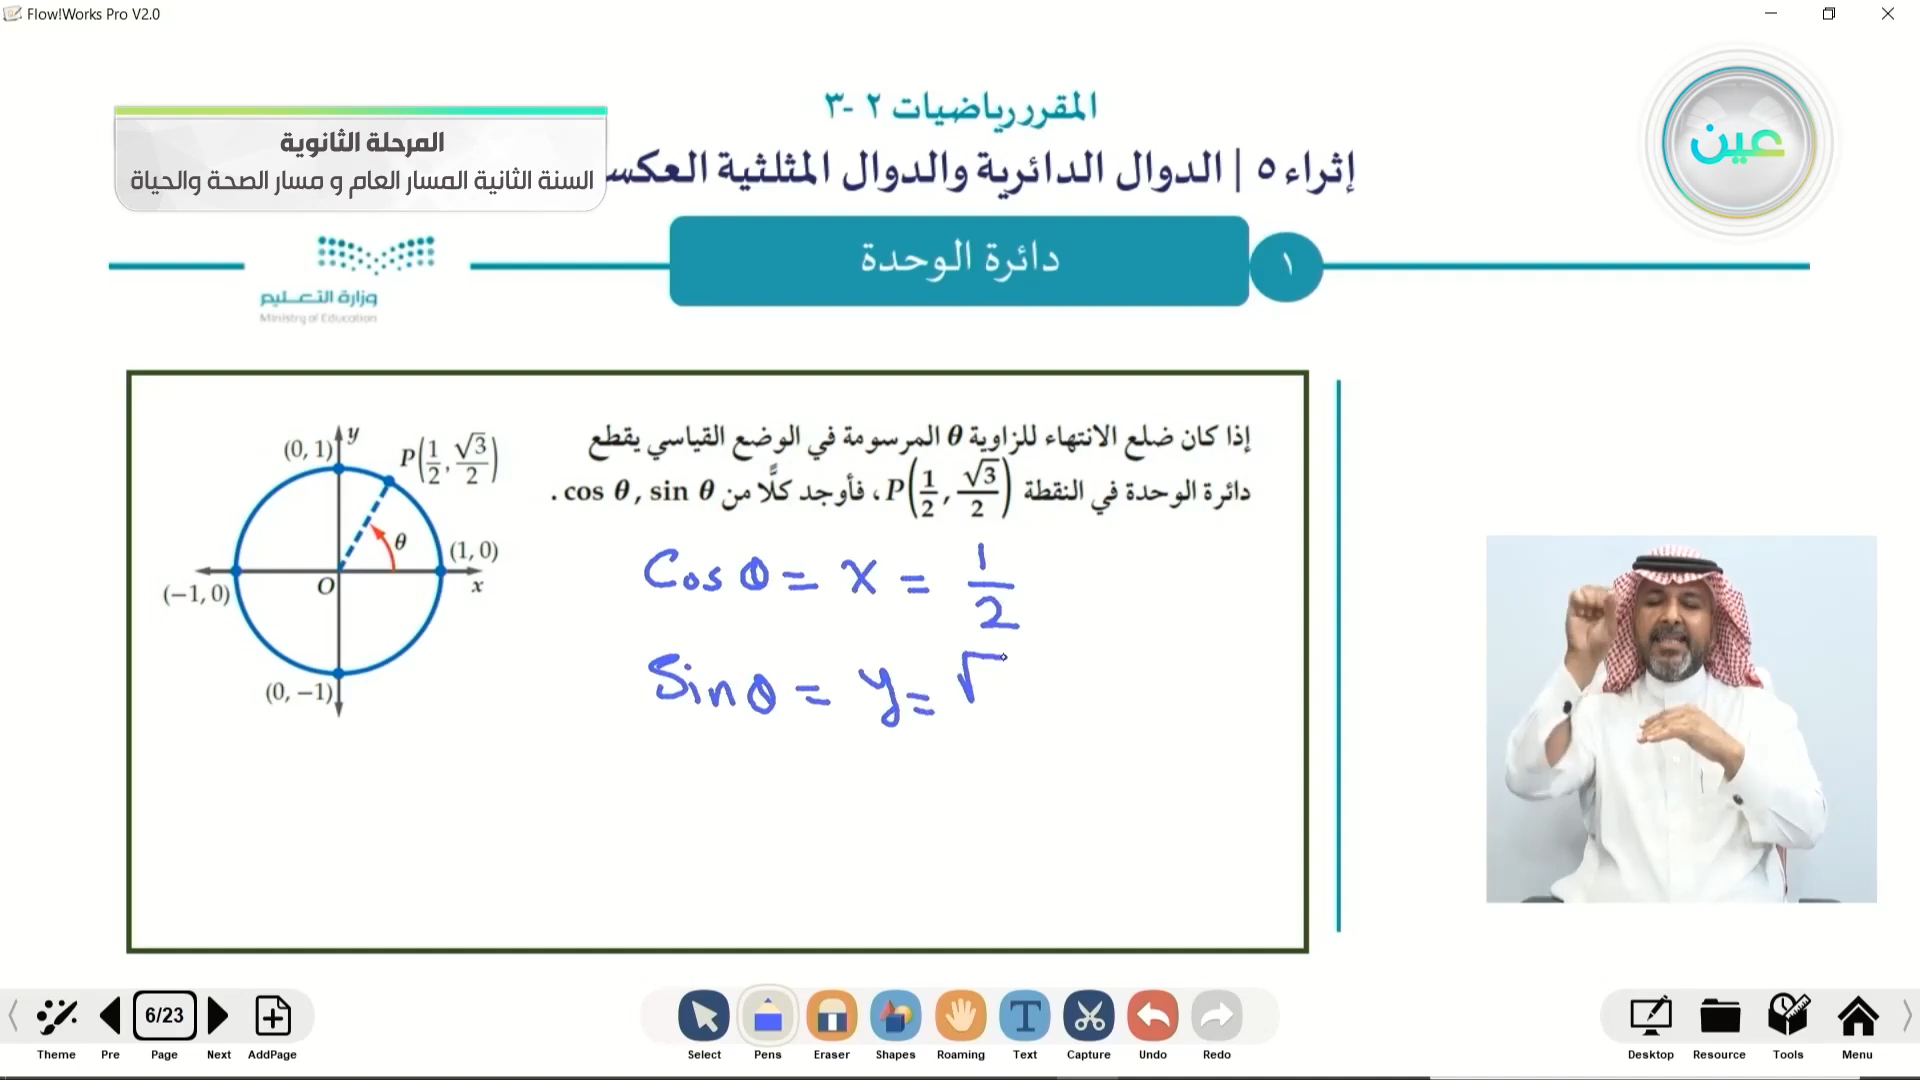 Flow!Works Pro V2.0
المقرر رياضيات ٢ -٣
إثراء ٥ | الدوال الدائرية والدوال المثلثية العكس
المرحلة الثانوية
السنة الثانية المسار العام و مسار الصحة والحياة
عين
١
دائرة الوحدة
وزارة التعليم
Ministry of Education
إذا كان ضلع الانتهاء للزاوية θ المرسومة في الوضع القياسي يقطع
دائرة الوحدة في النقطة P(1/2, √3/2)، فأوجد كلًّا من cos θ, sin θ .
(0, 1)
y
P(1/2, √3/2)
θ
(1, 0)
(−1, 0)
O
x
(0, −1)
Cos θ = x = 1/2
Sin θ = y = √
6/23
Theme Pre Page Next AddPage
Select Pens Eraser Shapes Roaming Text Capture Undo Redo
T
Desktop Resource Tools Menu